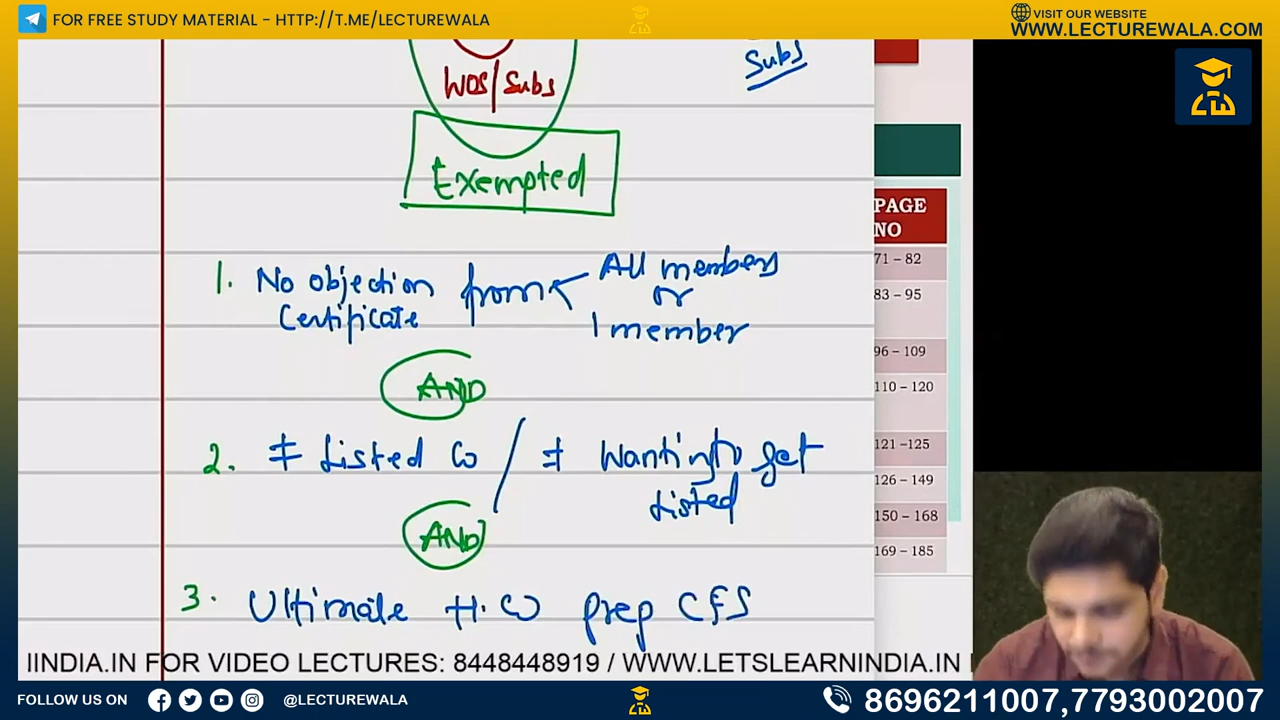 FOR FREE STUDY MATERIAL - HTTP://T.ME/LECTUREWALA
VISIT OUR WEBSITE
WWW.LECTUREWALA.COM
Subs
WOS/Subs
Exempted
PAGE NO
71 – 82
83 – 95
96 – 109
110 – 120
121 –125
126 – 149
150 – 168
169 – 185
1. No objection certificate from All members or 1 member
AND
2. ≠ Listed Co / ≠ Wanting to get listed
AND
3. Ultimate H.Co prep CFS
IINDIA.IN FOR VIDEO LECTURES: 8448448919 / WWW.LETSLEARNINDIA.IN
FOLLOW US ON
@LECTUREWALA
8696211007,7793002007